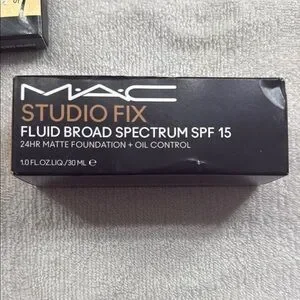 M·A·C
STUDIO FIX
FLUID BROAD SPECTRUM SPF 15
24HR MATTE FOUNDATION + OIL CONTROL
1.0 FL.OZ.LIQ./30 ML ℮